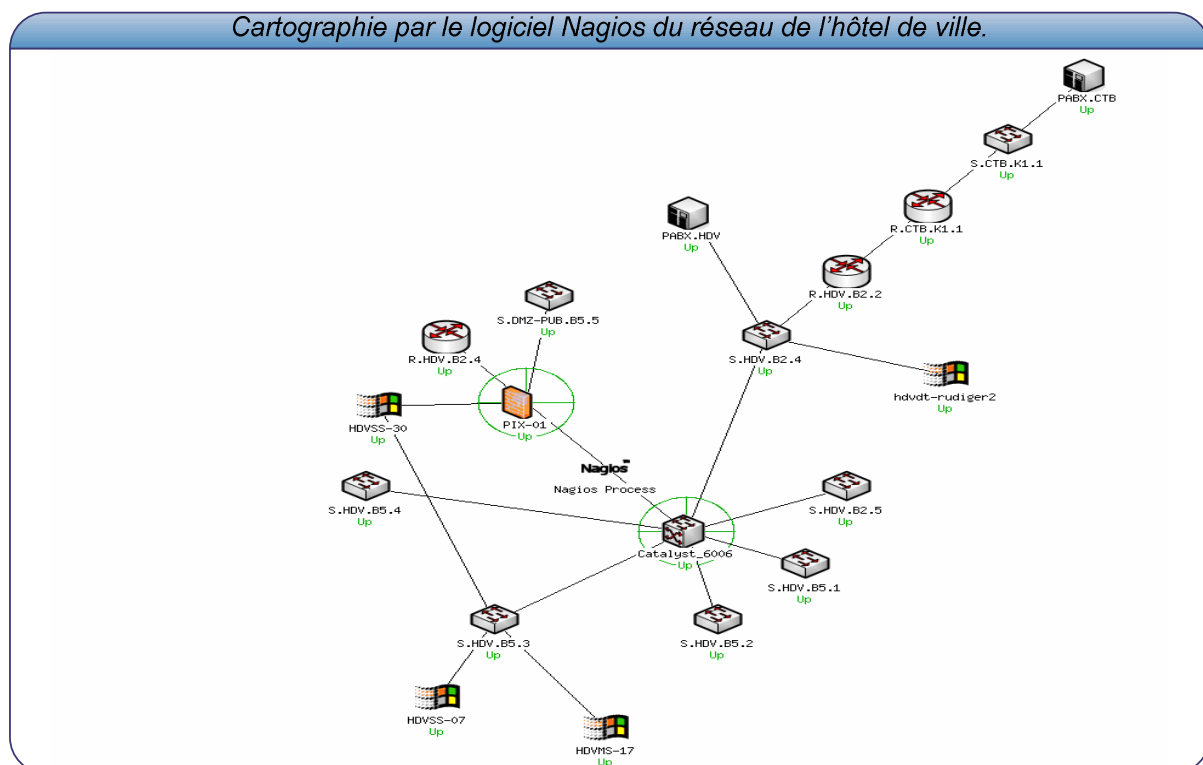 Cartographie par le logiciel Nagios du réseau de l'hôtel de ville.
PABX.CTB
Up
S.CTB.K1.1
Up
R.CTB.K1.1
Up
PABX.HDV
Up
R.HDV.B2.2
Up
S.DMZ-PUB.B5.5
Up
R.HDV.B2.4
Up
S.HDV.B2.4
Up
hdvdt-rudiger2
Up
HDVSS-30
Up
PIX-01
Up
Nagios™
Nagios Process
S.HDV.B5.4
Up
S.HDV.B2.5
Up
Catalyst_6006
Up
S.HDV.B5.1
Up
S.HDV.B5.3
Up
S.HDV.B5.2
Up
HDVSS-07
Up
HDVMS-17
Up